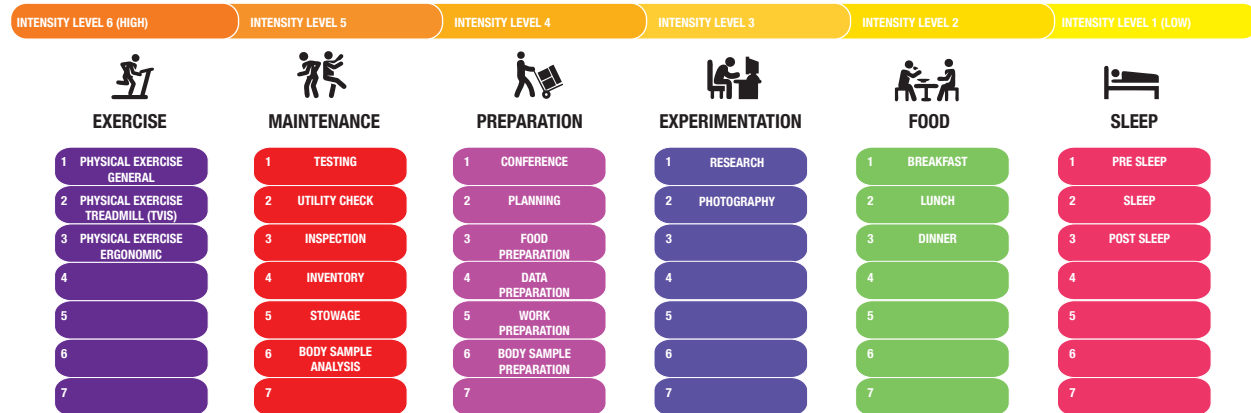 INTENSITY LEVEL 6 (HIGH)
INTENSITY LEVEL 5
INTENSITY LEVEL 4
INTENSITY LEVEL 3
INTENSITY LEVEL 2
INTENSITY LEVEL 1 (LOW)
EXERCISE
MAINTENANCE
PREPARATION
EXPERIMENTATION
FOOD
SLEEP
1 PHYSICAL EXERCISE
GENERAL
2 PHYSICAL EXERCISE
TREADMILL (TVIS)
3 PHYSICAL EXERCISE
ERGONOMIC
4
5
6
7
1 TESTING
2 UTILITY CHECK
3 INSPECTION
4 INVENTORY
5 STOWAGE
6 BODY SAMPLE
ANALYSIS
7
1 CONFERENCE
2 PLANNING
3 FOOD
PREPARATION
4 DATA
PREPARATION
5 WORK
PREPARATION
6 BODY SAMPLE
PREPARATION
7
1 RESEARCH
2 PHOTOGRAPHY
3
4
5
6
7
1 BREAKFAST
2 LUNCH
3 DINNER
4
5
6
7
1 PRE SLEEP
2 SLEEP
3 POST SLEEP
4
5
6
7